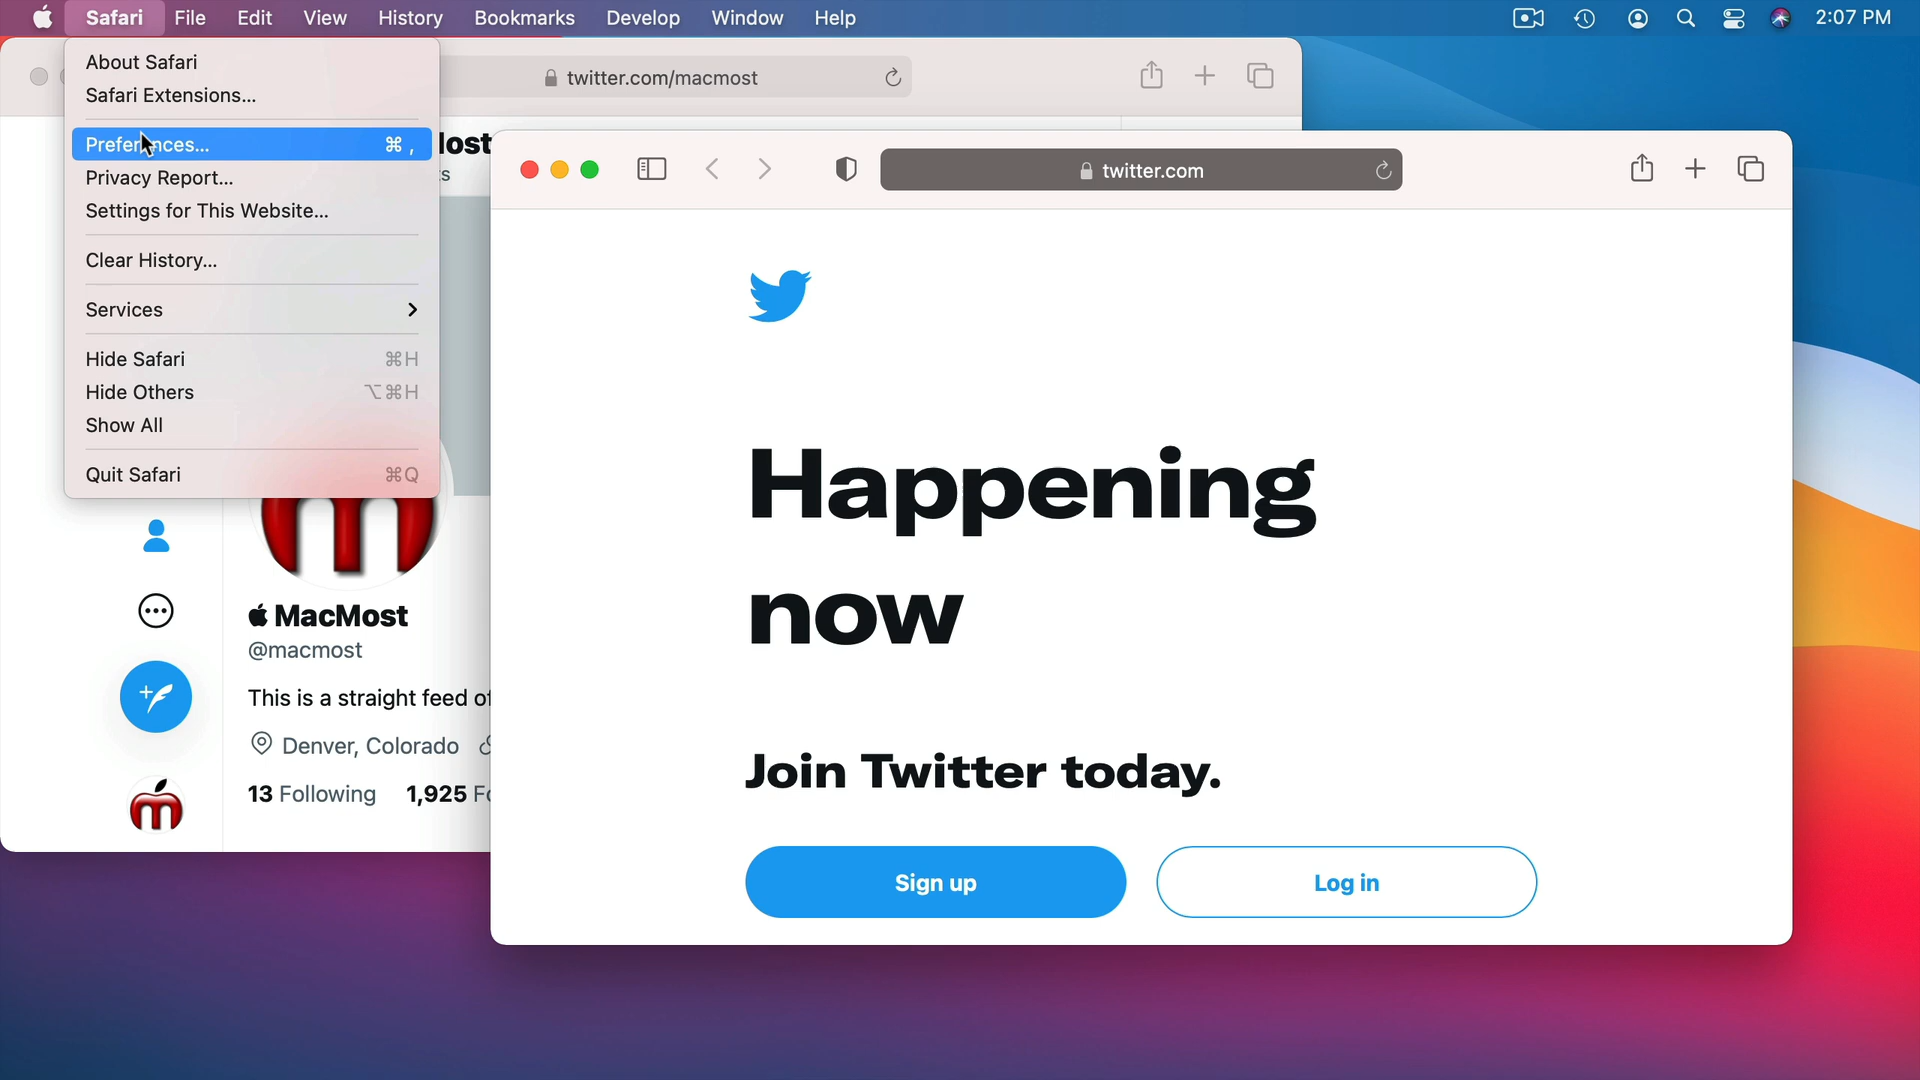 Safari File Edit View History Bookmarks Develop Window Help 2:07 PM
About Safari
Safari Extensions...
Preferences... ⌘ ,
Privacy Report...
Settings for This Website...
Clear History...
Services
Hide Safari ⌘H
Hide Others ⌥⌘H
Show All
Quit Safari ⌘Q
twitter.com/macmost
MacMost
@macmost
This is a straight feed
Denver, Colorado
13 Following 1,925
twitter.com
Happening
now
Join Twitter today.
Sign up Log in